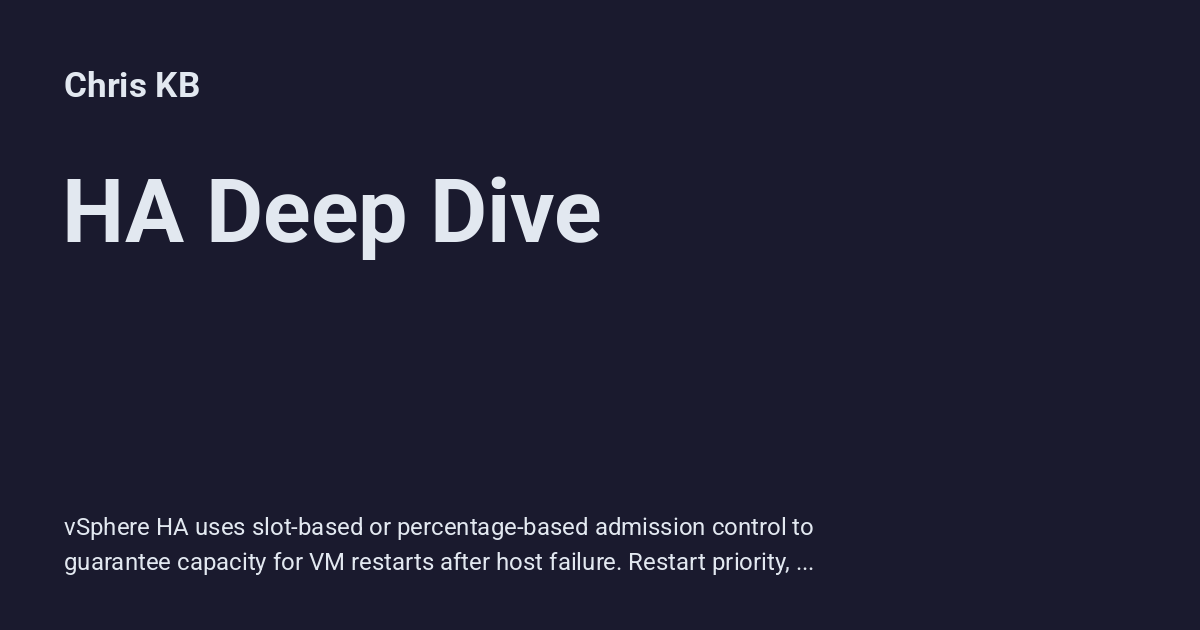 Chris KB
HA Deep Dive
vSphere HA uses slot-based or percentage-based admission control to
guarantee capacity for VM restarts after host failure. Restart priority, ...